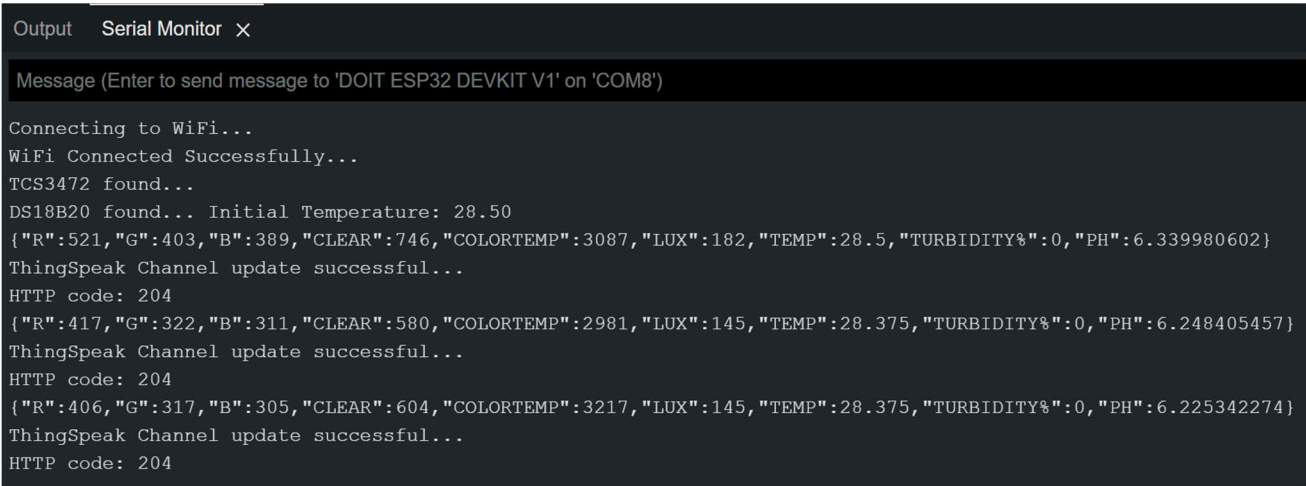 Output Serial Monitor ×
Message (Enter to send message to 'DOIT ESP32 DEVKIT V1' on 'COM8')
Connecting to WiFi...
WiFi Connected Successfully...
TCS3472 found...
DS18B20 found... Initial Temperature: 28.50
{"R":521,"G":403,"B":389,"CLEAR":746,"COLORTEMP":3087,"LUX":182,"TEMP":28.5,"TURBIDITY%":0,"PH":6.339980602}
ThingSpeak Channel update successful...
HTTP code: 204
{"R":417,"G":322,"B":311,"CLEAR":580,"COLORTEMP":2981,"LUX":145,"TEMP":28.375,"TURBIDITY%":0,"PH":6.248405457}
ThingSpeak Channel update successful...
HTTP code: 204
{"R":406,"G":317,"B":305,"CLEAR":604,"COLORTEMP":3217,"LUX":145,"TEMP":28.375,"TURBIDITY%":0,"PH":6.225342274}
ThingSpeak Channel update successful...
HTTP code: 204